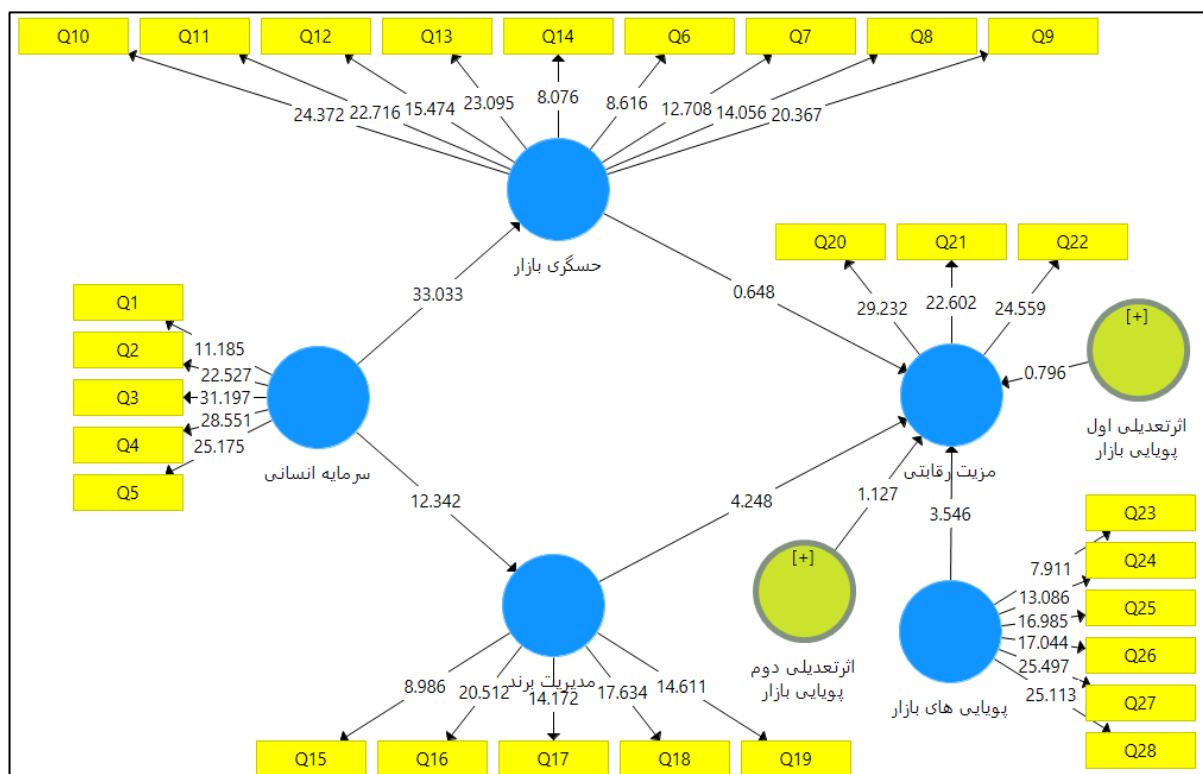 Q10 Q11 Q12 Q13 Q14 Q6 Q7 Q8 Q9
24.372 22.716 15.474 23.095 8.076 8.616 12.708 14.056 20.367
حسگری بازار
Q20 Q21 Q22
29.232 22.602 24.559
33.033
0.648
Q1
Q2
Q3
Q4
Q5
11.185
22.527
31.197
28.551
25.175
سرمایه انسانی
[+]
0.796
اثرتعدیلی اول
پویایی بازار
مزیت رقابتی
12.342
4.248
1.127
3.546
[+]
اثرتعدیلی دوم
پویایی بازار
Q23
Q24
Q25
Q26
Q27
Q28
7.911
13.086
16.985
17.044
25.497
25.113
پویایی های بازار
مدیریت برند
8.986 20.512 14.172 17.634 14.611
Q15 Q16 Q17 Q18 Q19